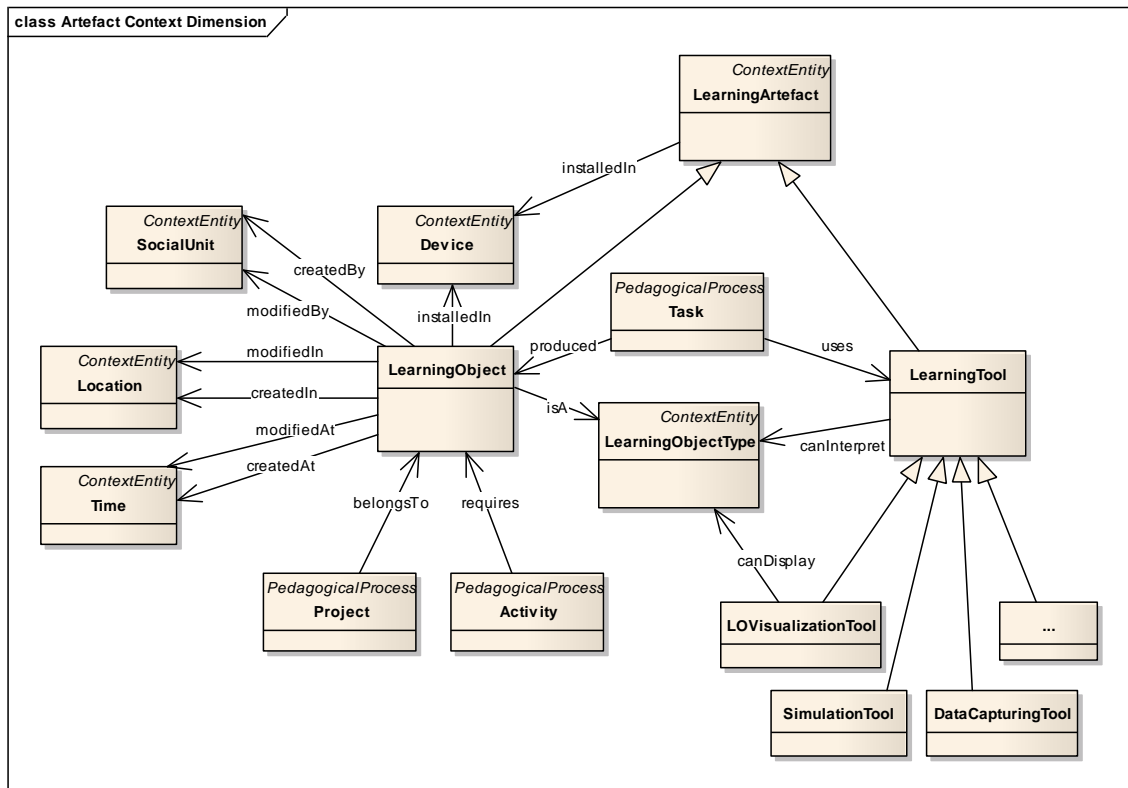 class Artefact Context Dimension
ContextEntity
LearningArtefact
installedIn
ContextEntity
SocialUnit
ContextEntity
Device
createdBy
modifiedBy
installedIn
PedagogicalProcess
Task
produced
uses
ContextEntity
Location
modifiedIn
createdIn
LearningObject
LearningTool
modifiedAt
createdAt
isA
ContextEntity
LearningObjectType
canInterpret
ContextEntity
Time
belongsTo
requires
canDisplay
PedagogicalProcess
Project
PedagogicalProcess
Activity
LOVisualizationTool
...
SimulationTool
DataCapturingTool